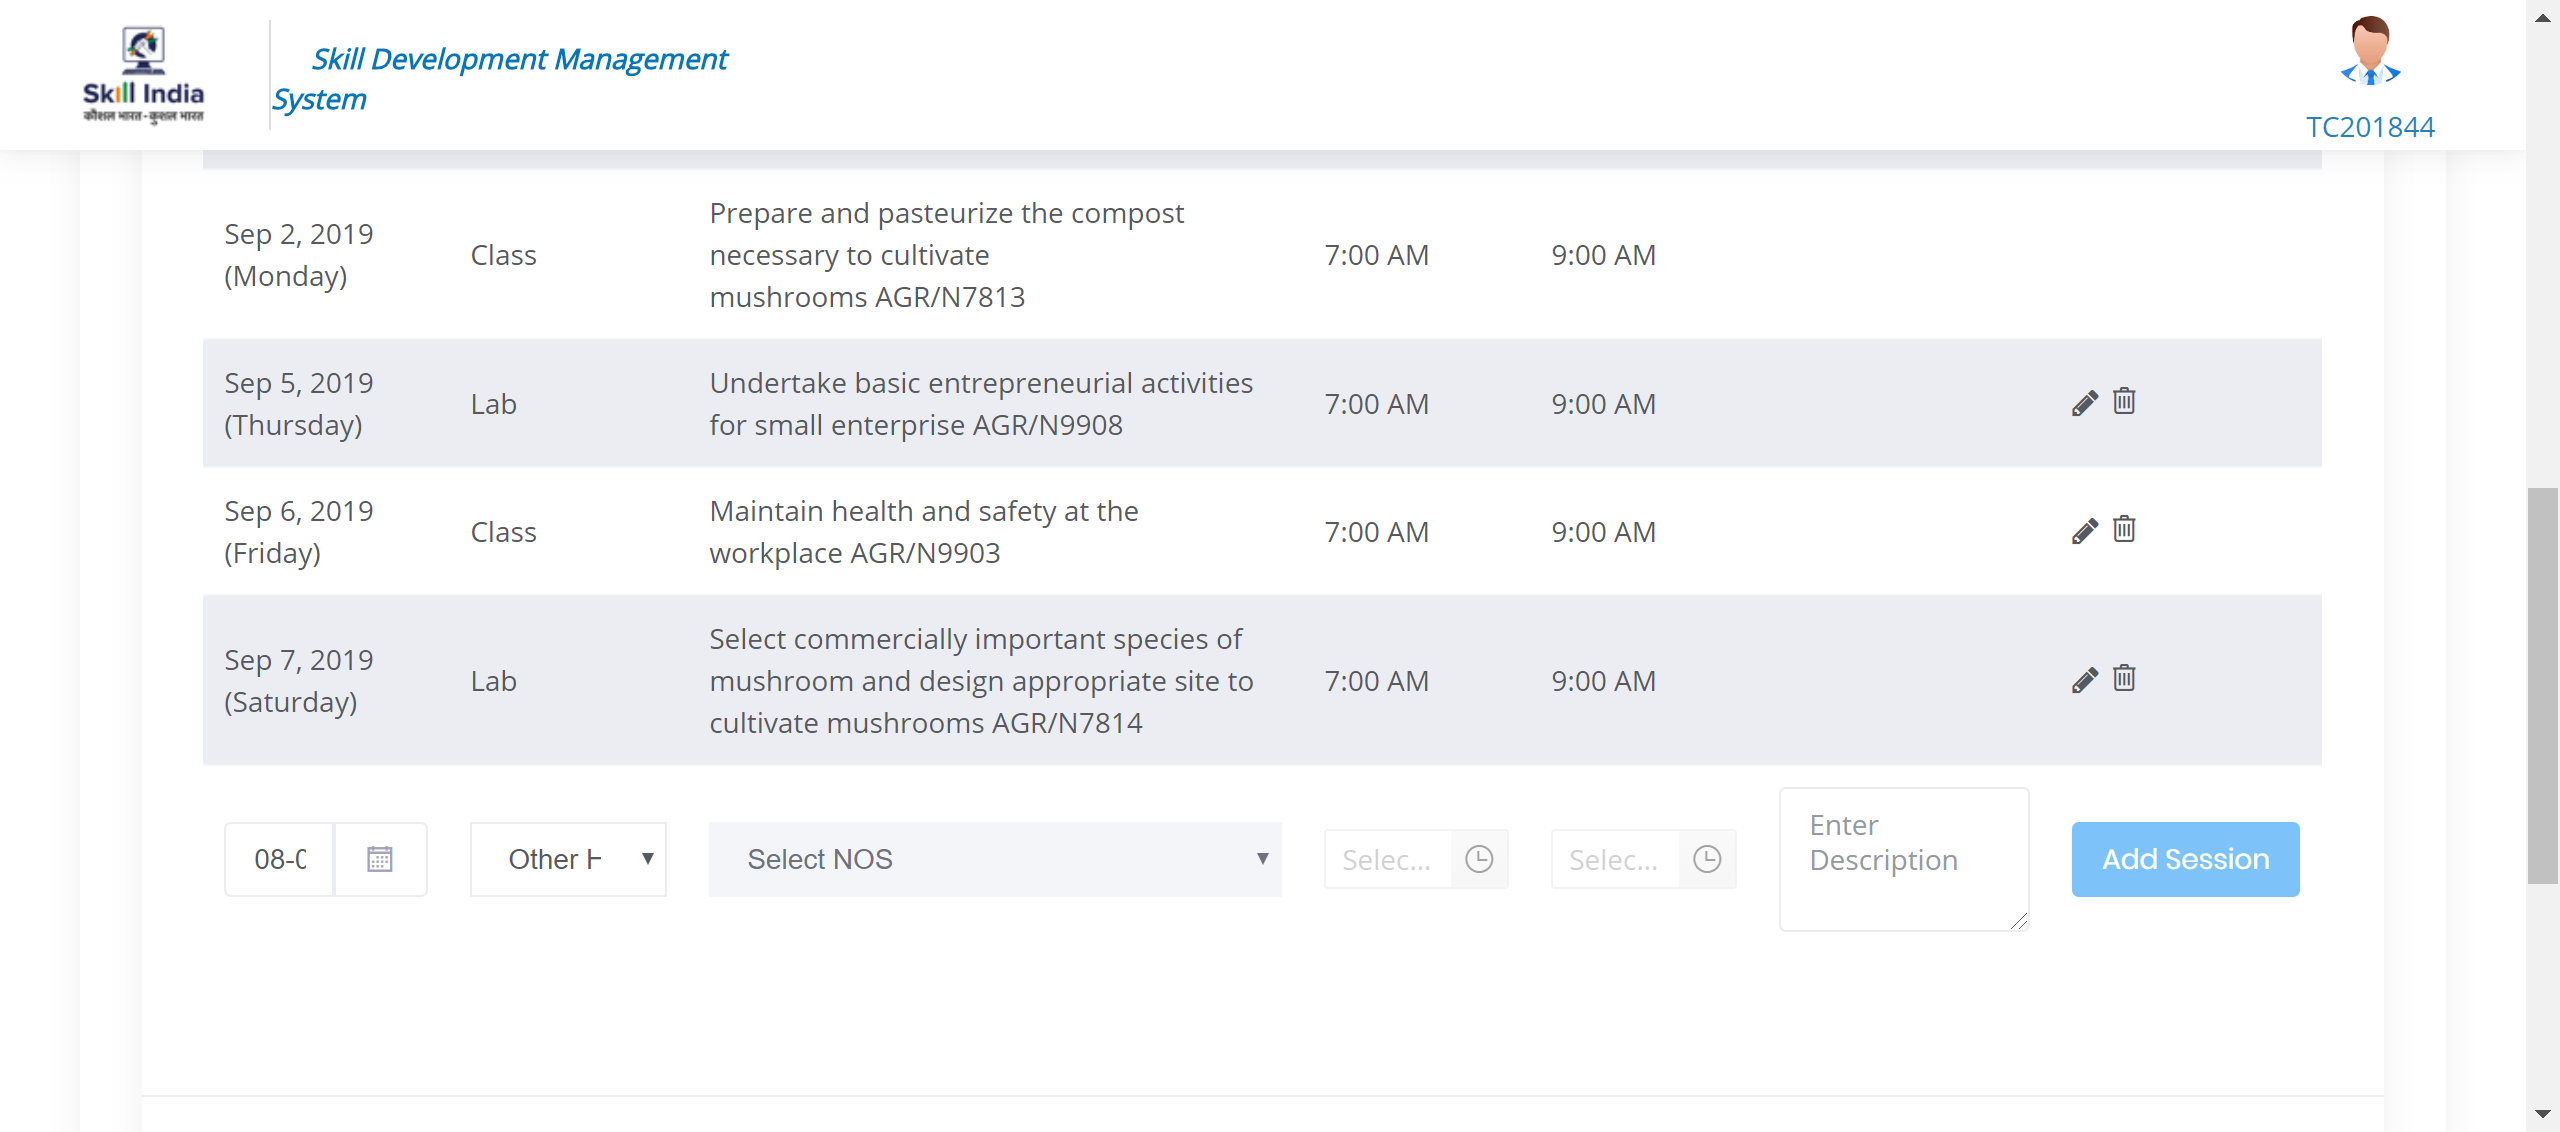 Skill India
कौशल भारत - कुशल भारत
Skill Development Management
System
TC201844
Sep 2, 2019
(Monday)
Class
Prepare and pasteurize the compost
necessary to cultivate
mushrooms AGR/N7813
7:00 AM
9:00 AM
Sep 5, 2019
(Thursday)
Lab
Undertake basic entrepreneurial activities
for small enterprise AGR/N9908
7:00 AM
9:00 AM
Sep 6, 2019
(Friday)
Class
Maintain health and safety at the
workplace AGR/N9903
7:00 AM
9:00 AM
Sep 7, 2019
(Saturday)
Lab
Select commercially important species of
mushroom and design appropriate site to
cultivate mushrooms AGR/N7814
7:00 AM
9:00 AM
08-0
Other H
Select NOS
Selec...
Selec...
Enter
Description
Add Session